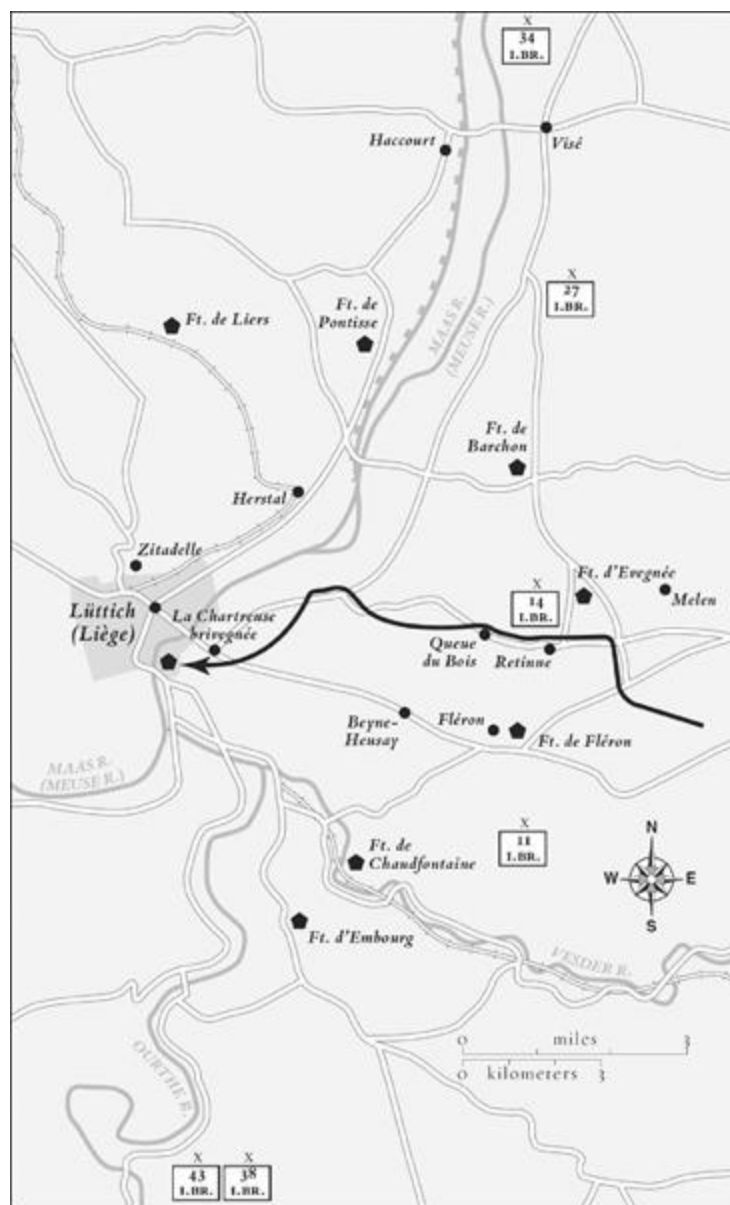 X
34
I.BR.
Haccourt
Visé
X
27
I.BR.
MAAS R.
(MEUSE R.)
Ft. de Liers
Ft. de
Pontisse
Ft. de
Barchon
Herstal
Zitadelle
Lüttich
(Liège)
La Chartreuse
brivegnée
X
14
I.BR.
Ft. d'Evegnée
Melen
Queue
du Bois
Retinne
Beyne-
Heusay
Fléron
Ft. de Fléron
MAAS R.
(MEUSE R.)
X
11
I.BR.
Ft. de
Chaudfontaine
N
W
E
S
Ft. d'Embourg
VESDER R.
OURTHE R.
0 miles 3
0 kilometers 3
X
43
I.BR.
X
38
I.BR.